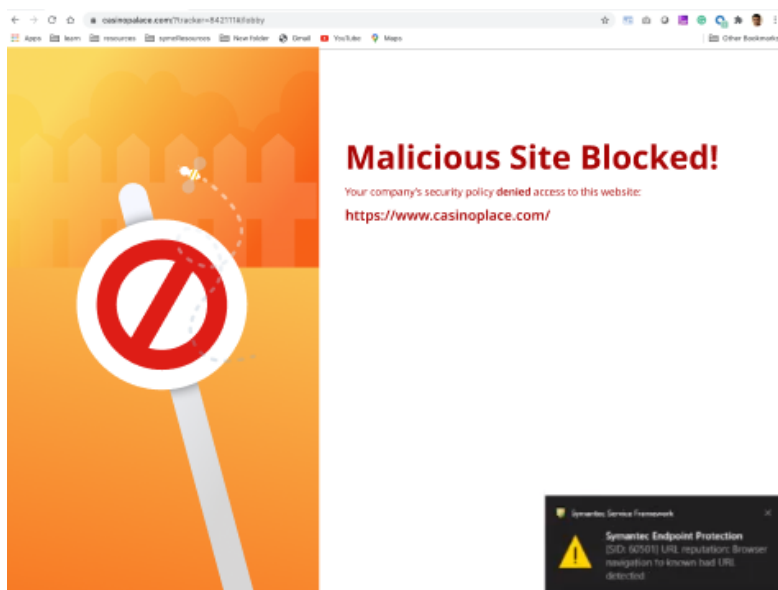 casinopalace.com/?tracker=842111#/lobby
Apps learn resources symellresources New folder Gmail YouTube Maps Other Bookmarks
Malicious Site Blocked!
Your company's security policy denied access to this website:
https://www.casinoplace.com/
Symantec Service Framework
Symantec Endpoint Protection
[SID: 60501] URL reputation: Browser
navigation to known bad URL
detected